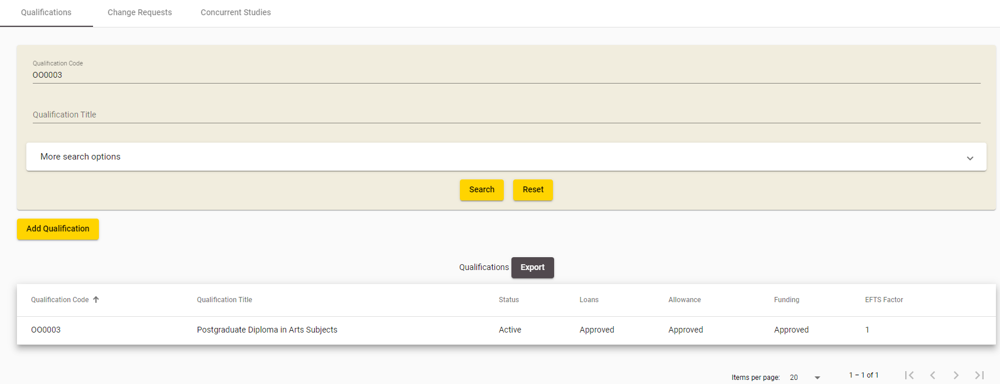 Qualifications Change Requests Concurrent Studies
Qualification Code
OO0003
Qualification Title
More search options
Search Reset
Add Qualification
Qualifications Export
Qualification Code Qualification Title Status Loans Allowance Funding EFTS Factor
OO0003 Postgraduate Diploma in Arts Subjects Active Approved Approved Approved 1
Items per page: 20 1 – 1 of 1